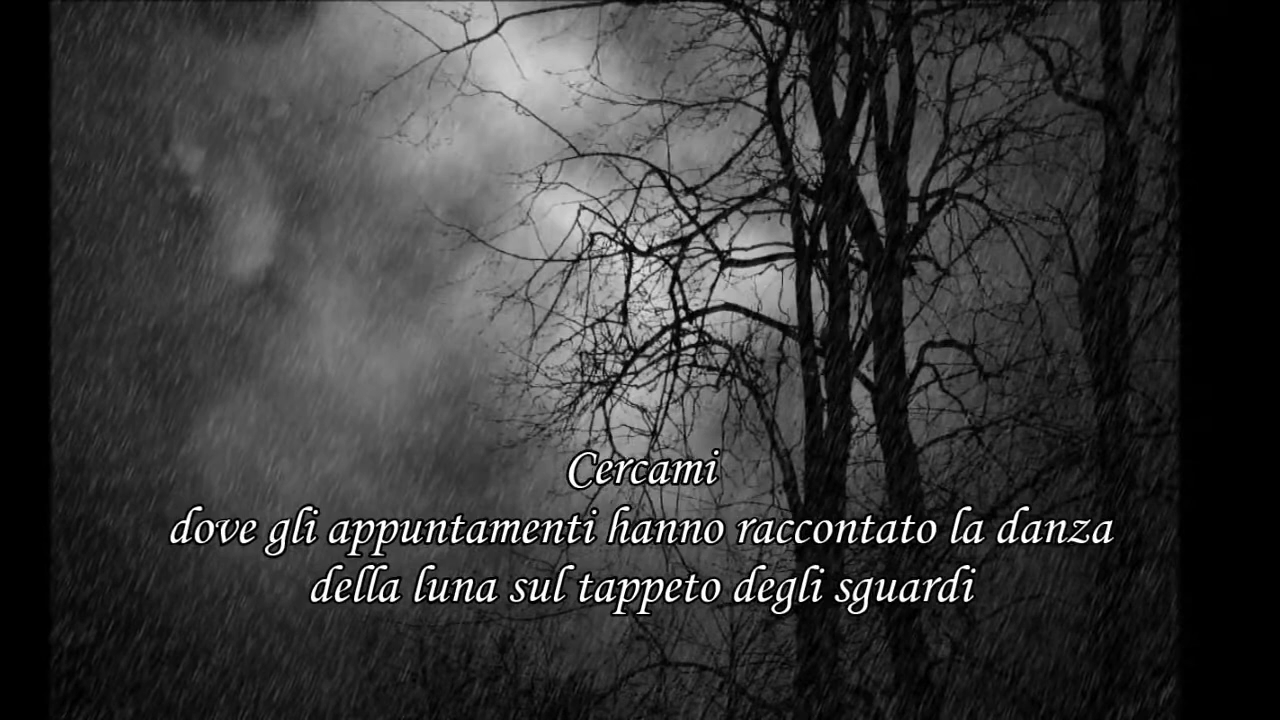 Cercami
dove gli appuntamenti hanno raccontato la danza
della luna sul tappeto degli sguardi